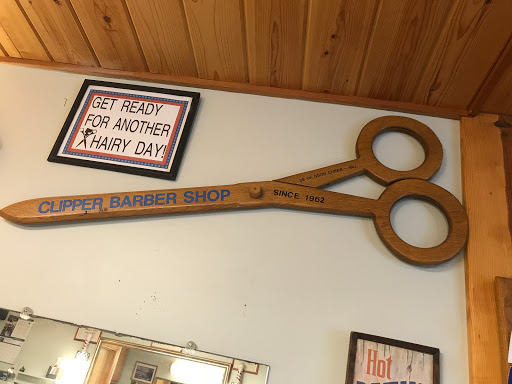 GET READY
FOR ANOTHER
HAIRY DAY!
CLIPPER BARBER SHOP
SINCE 1962
Hot